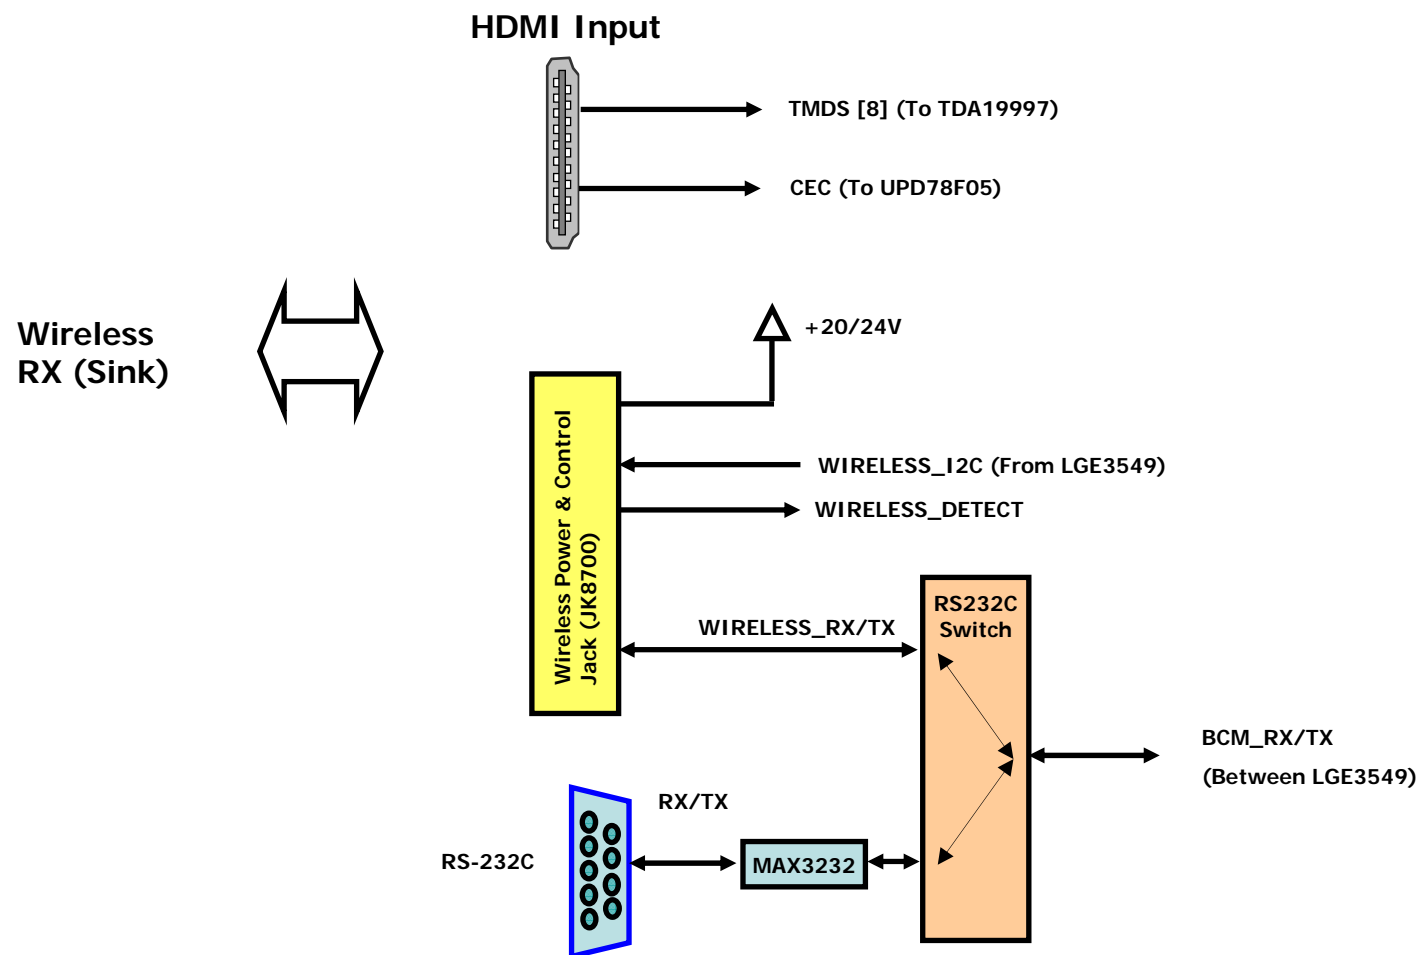 HDMI Input
TMDS [8] (To TDA19997)
CEC (To UPD78F05)
Wireless
RX (Sink)
+20/24V
Wireless Power & Control
Jack (JK8700)
WIRELESS_I2C (From LGE3549)
WIRELESS_DETECT
RS232C
Switch
WIRELESS_RX/TX
BCM_RX/TX
(Between LGE3549)
RX/TX
RS-232C
MAX3232